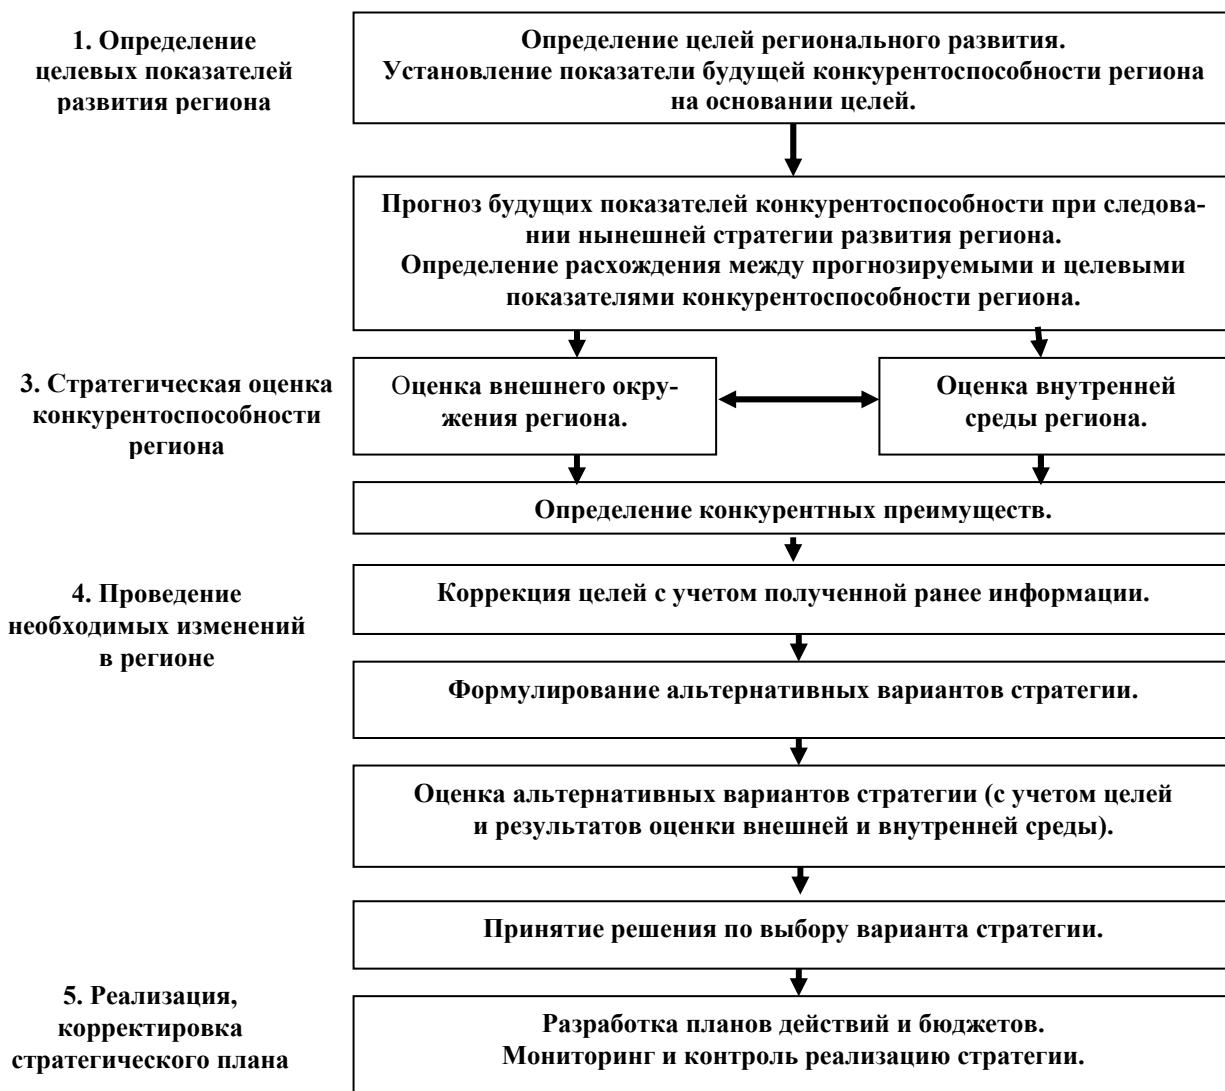 1. Определение
целевых показателей
развития региона
Определение целей регионального развития.
Установление показатели будущей конкурентоспособности региона
на основании целей.
Прогноз будущих показателей конкурентоспособности при следова-
нии нынешней стратегии развития региона.
Определение расхождения между прогнозируемыми и целевыми
показателями конкурентоспособности региона.
3. Стратегическая оценка
конкурентоспособности
региона
Оценка внешнего окру-
жения региона.
Оценка внутренней
среды региона.
Определение конкурентных преимуществ.
4. Проведение
необходимых изменений
в регионе
Коррекция целей с учетом полученной ранее информации.
Формулирование альтернативных вариантов стратегии.
Оценка альтернативных вариантов стратегии (с учетом целей
и результатов оценки внешней и внутренней среды).
Принятие решения по выбору варианта стратегии.
5. Реализация,
корректировка
стратегического плана
Разработка планов действий и бюджетов.
Мониторинг и контроль реализацию стратегии.